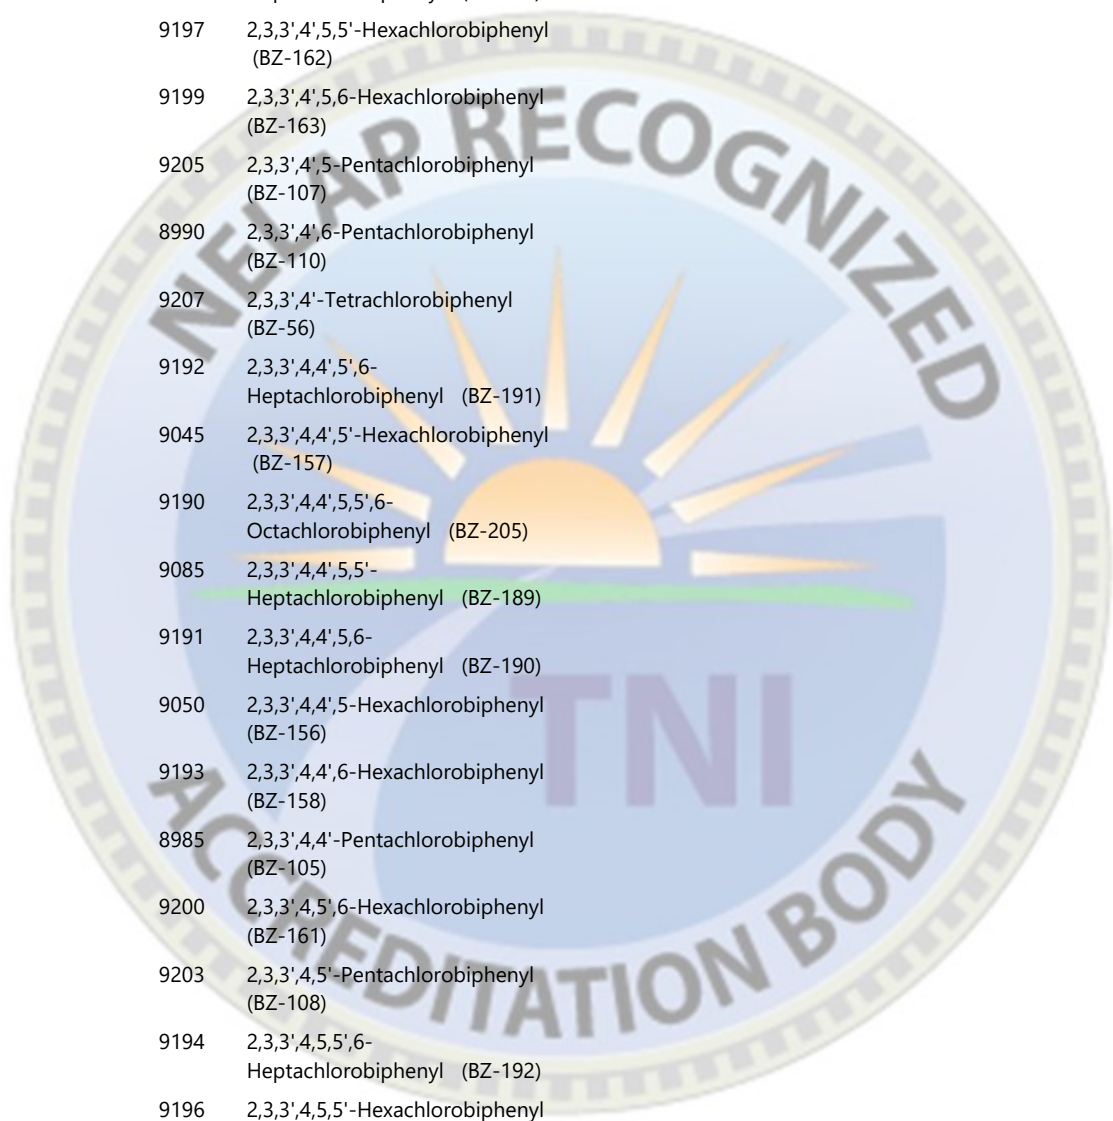 9197 2,3,3',4',5,5'-Hexachlorobiphenyl
(BZ-162)
9199 2,3,3',4',5,6-Hexachlorobiphenyl
(BZ-163)
9205 2,3,3',4',5-Pentachlorobiphenyl
(BZ-107)
8990 2,3,3',4',6-Pentachlorobiphenyl
(BZ-110)
9207 2,3,3',4'-Tetrachlorobiphenyl
(BZ-56)
9192 2,3,3',4,4',5',6-
Heptachlorobiphenyl (BZ-191)
9045 2,3,3',4,4',5'-Hexachlorobiphenyl
(BZ-157)
9190 2,3,3',4,4',5,5',6-
Octachlorobiphenyl (BZ-205)
9085 2,3,3',4,4',5,5'-
Heptachlorobiphenyl (BZ-189)
9191 2,3,3',4,4',5,6-
Heptachlorobiphenyl (BZ-190)
9050 2,3,3',4,4',5-Hexachlorobiphenyl
(BZ-156)
9193 2,3,3',4,4',6-Hexachlorobiphenyl
(BZ-158)
8985 2,3,3',4,4'-Pentachlorobiphenyl
(BZ-105)
9200 2,3,3',4,5',6-Hexachlorobiphenyl
(BZ-161)
9203 2,3,3',4,5'-Pentachlorobiphenyl
(BZ-108)
9194 2,3,3',4,5,5',6-
Heptachlorobiphenyl (BZ-192)
9196 2,3,3',4,5,5'-Hexachlorobiphenyl
NELAP RECOGNIZED
TNI
ACCREDITATION BODY